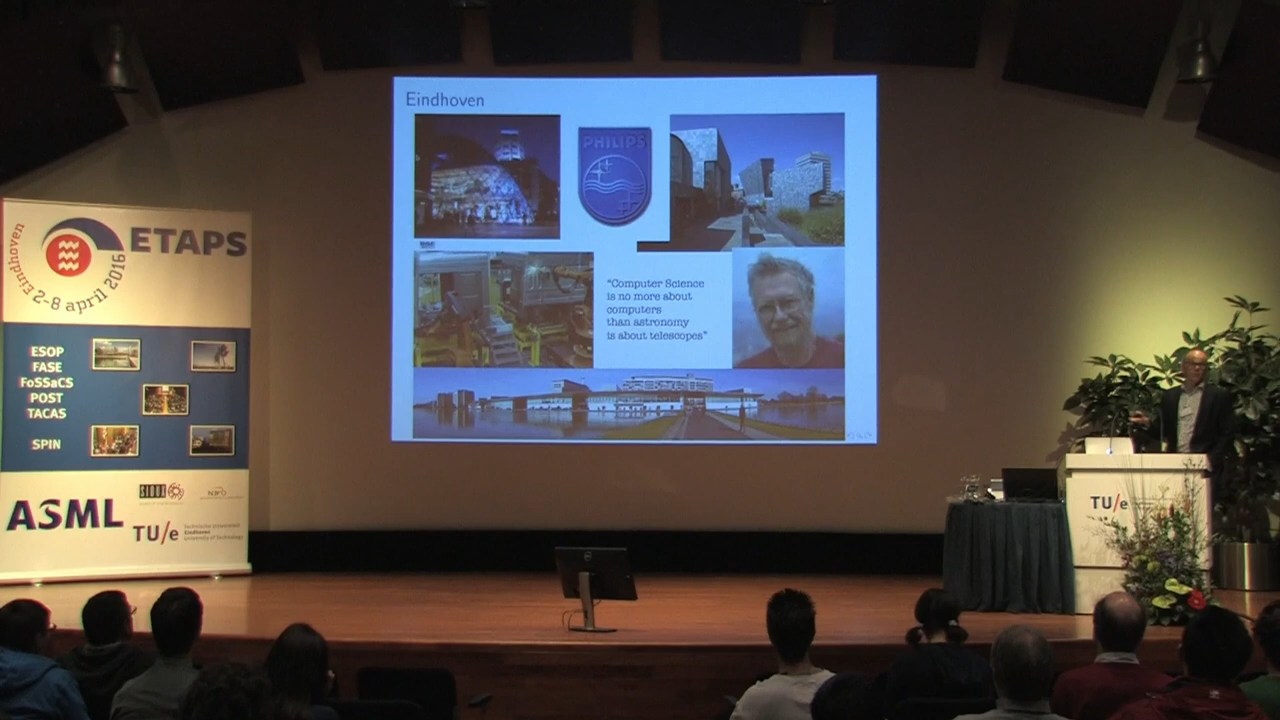 Eindhoven
PHILIPS
"Computer Science
is no more about
computers
than astronomy
is about telescopes"
Eindhoven 2-8 april 2016
ETAPS
ESOP
FASE
FoSSaCS
POST
TACAS
SPIN
SIOUX
ASML
TU/e
Technische Universiteit
Eindhoven
University of Technology
TU/e